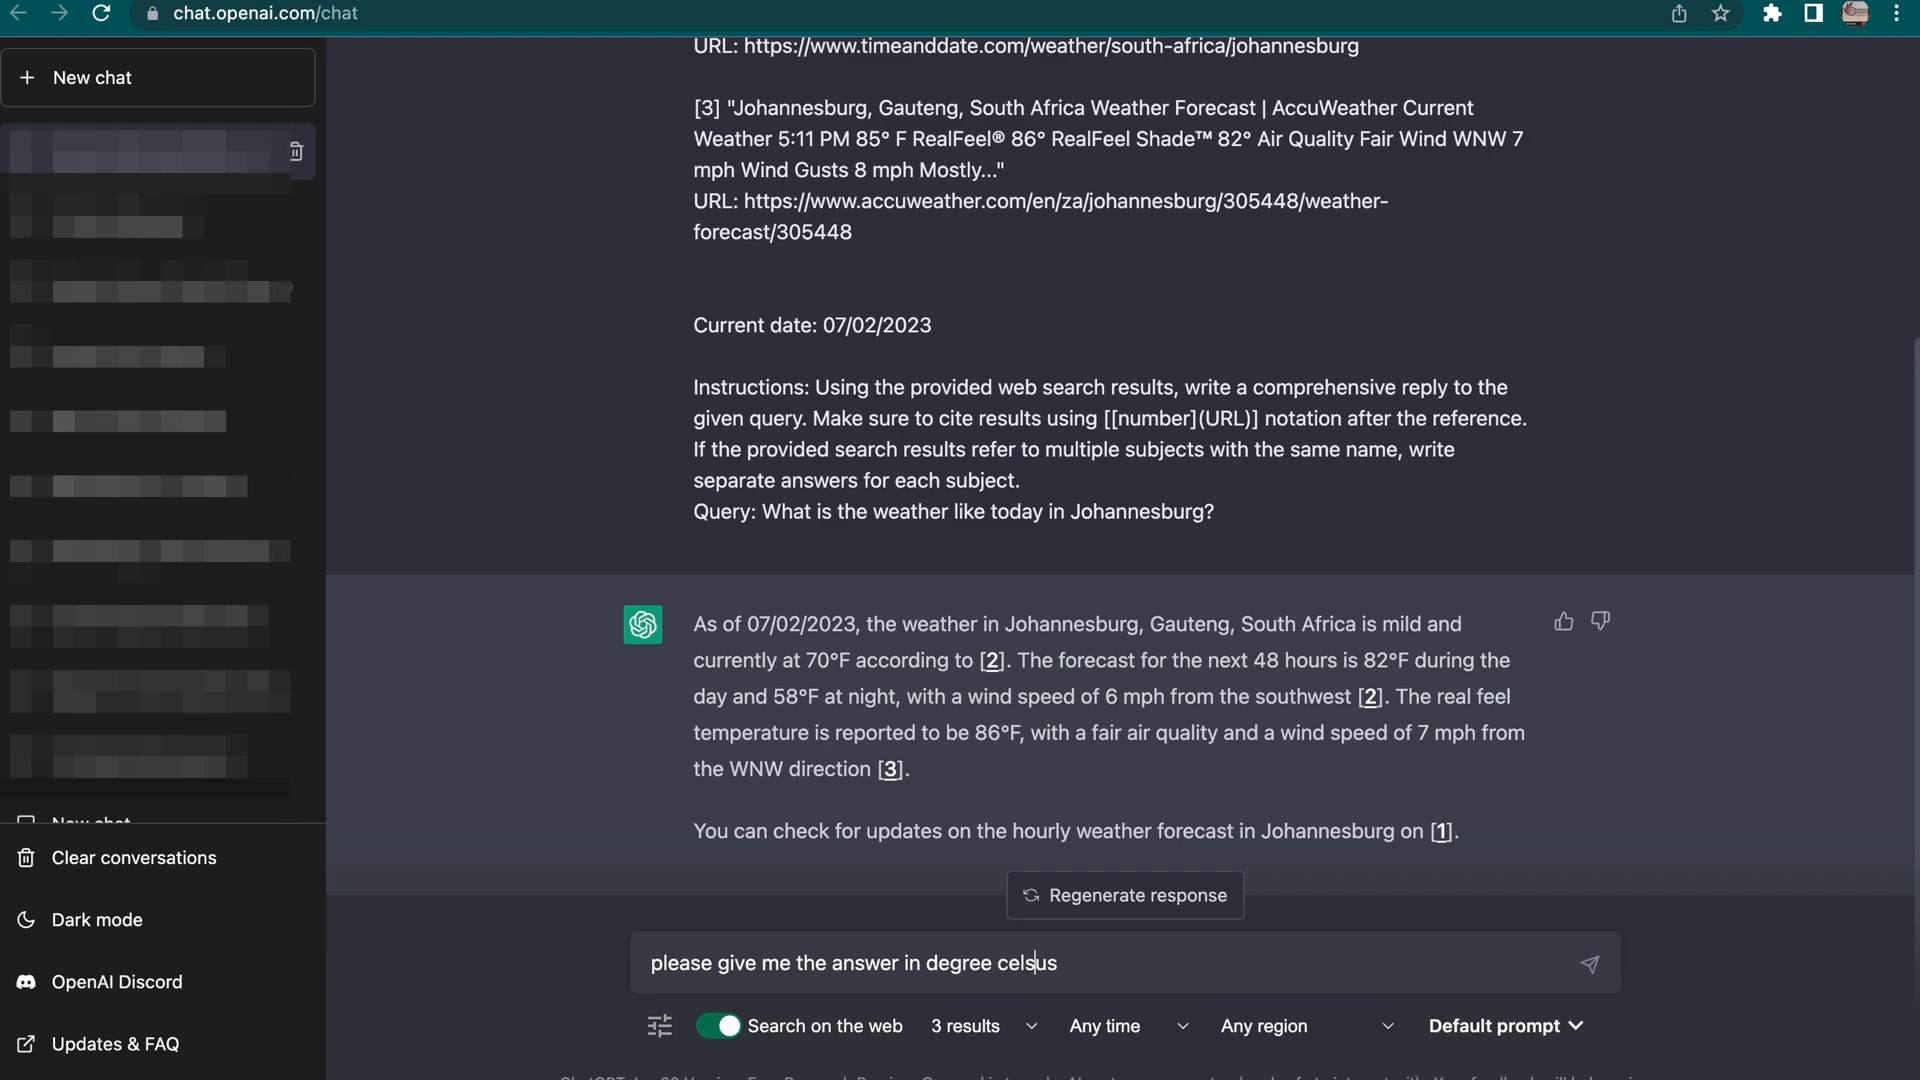 chat.openai.com/chat
New chat
Clear conversations
Dark mode
OpenAI Discord
Updates & FAQ
URL: https://www.timeanddate.com/weather/south-africa/johannesburg
[3] "Johannesburg, Gauteng, South Africa Weather Forecast | AccuWeather Current
Weather 5:11 PM 85° F RealFeel® 86° RealFeel Shade™ 82° Air Quality Fair Wind WNW 7
mph Wind Gusts 8 mph Mostly..."
URL: https://www.accuweather.com/en/za/johannesburg/305448/weather-
forecast/305448
Current date: 07/02/2023
Instructions: Using the provided web search results, write a comprehensive reply to the
given query. Make sure to cite results using [[number](URL)] notation after the reference.
If the provided search results refer to multiple subjects with the same name, write
separate answers for each subject.
Query: What is the weather like today in Johannesburg?
As of 07/02/2023, the weather in Johannesburg, Gauteng, South Africa is mild and
currently at 70°F according to [2]. The forecast for the next 48 hours is 82°F during the
day and 58°F at night, with a wind speed of 6 mph from the southwest [2]. The real feel
temperature is reported to be 86°F, with a fair air quality and a wind speed of 7 mph from
the WNW direction [3].
You can check for updates on the hourly weather forecast in Johannesburg on [1].
Regenerate response
please give me the answer in degree celsus
Search on the web 3 results Any time Any region Default prompt